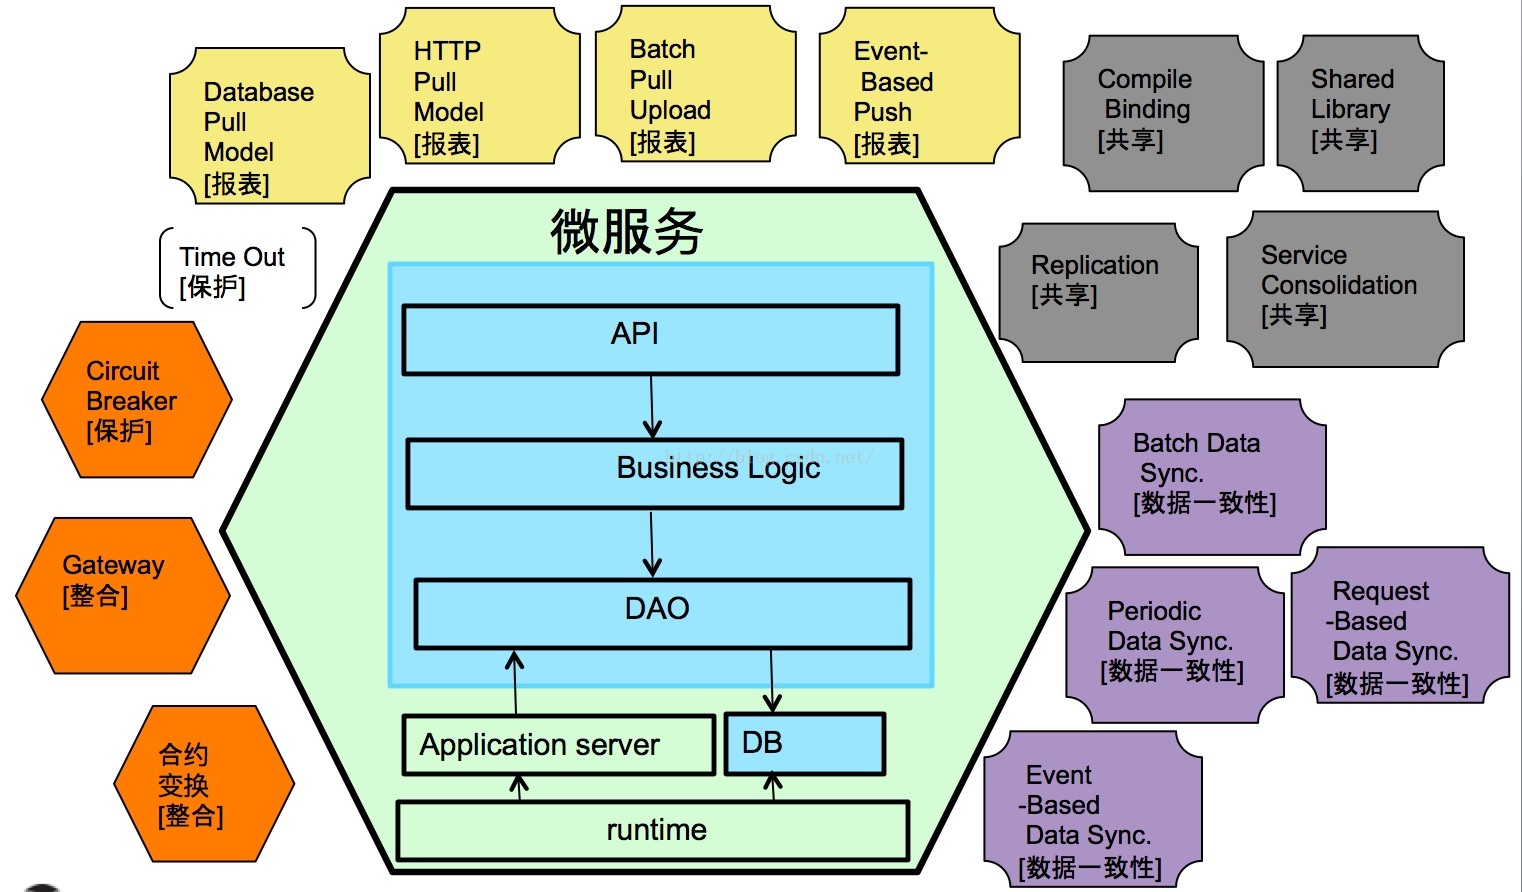 Database
Pull
Model
[报表]
HTTP
Pull
Model
[报表]
Batch
Pull
Upload
[报表]
Event-
Based
Push
[报表]
Compile
Binding
[共享]
Shared
Library
[共享]
Time Out
[保护]
微服务
Replication
[共享]
Service
Consolidation
[共享]
API
Circuit
Breaker
[保护]
Business Logic
http://blog.csdn.net/
Batch Data
Sync.
[数据一致性]
Gateway
[整合]
DAO
Periodic
Data Sync.
[数据一致性]
Request
-Based
Data Sync.
[数据一致性]
合约
变换
[整合]
Application server
DB
Event
-Based
Data Sync.
[数据一致性]
runtime